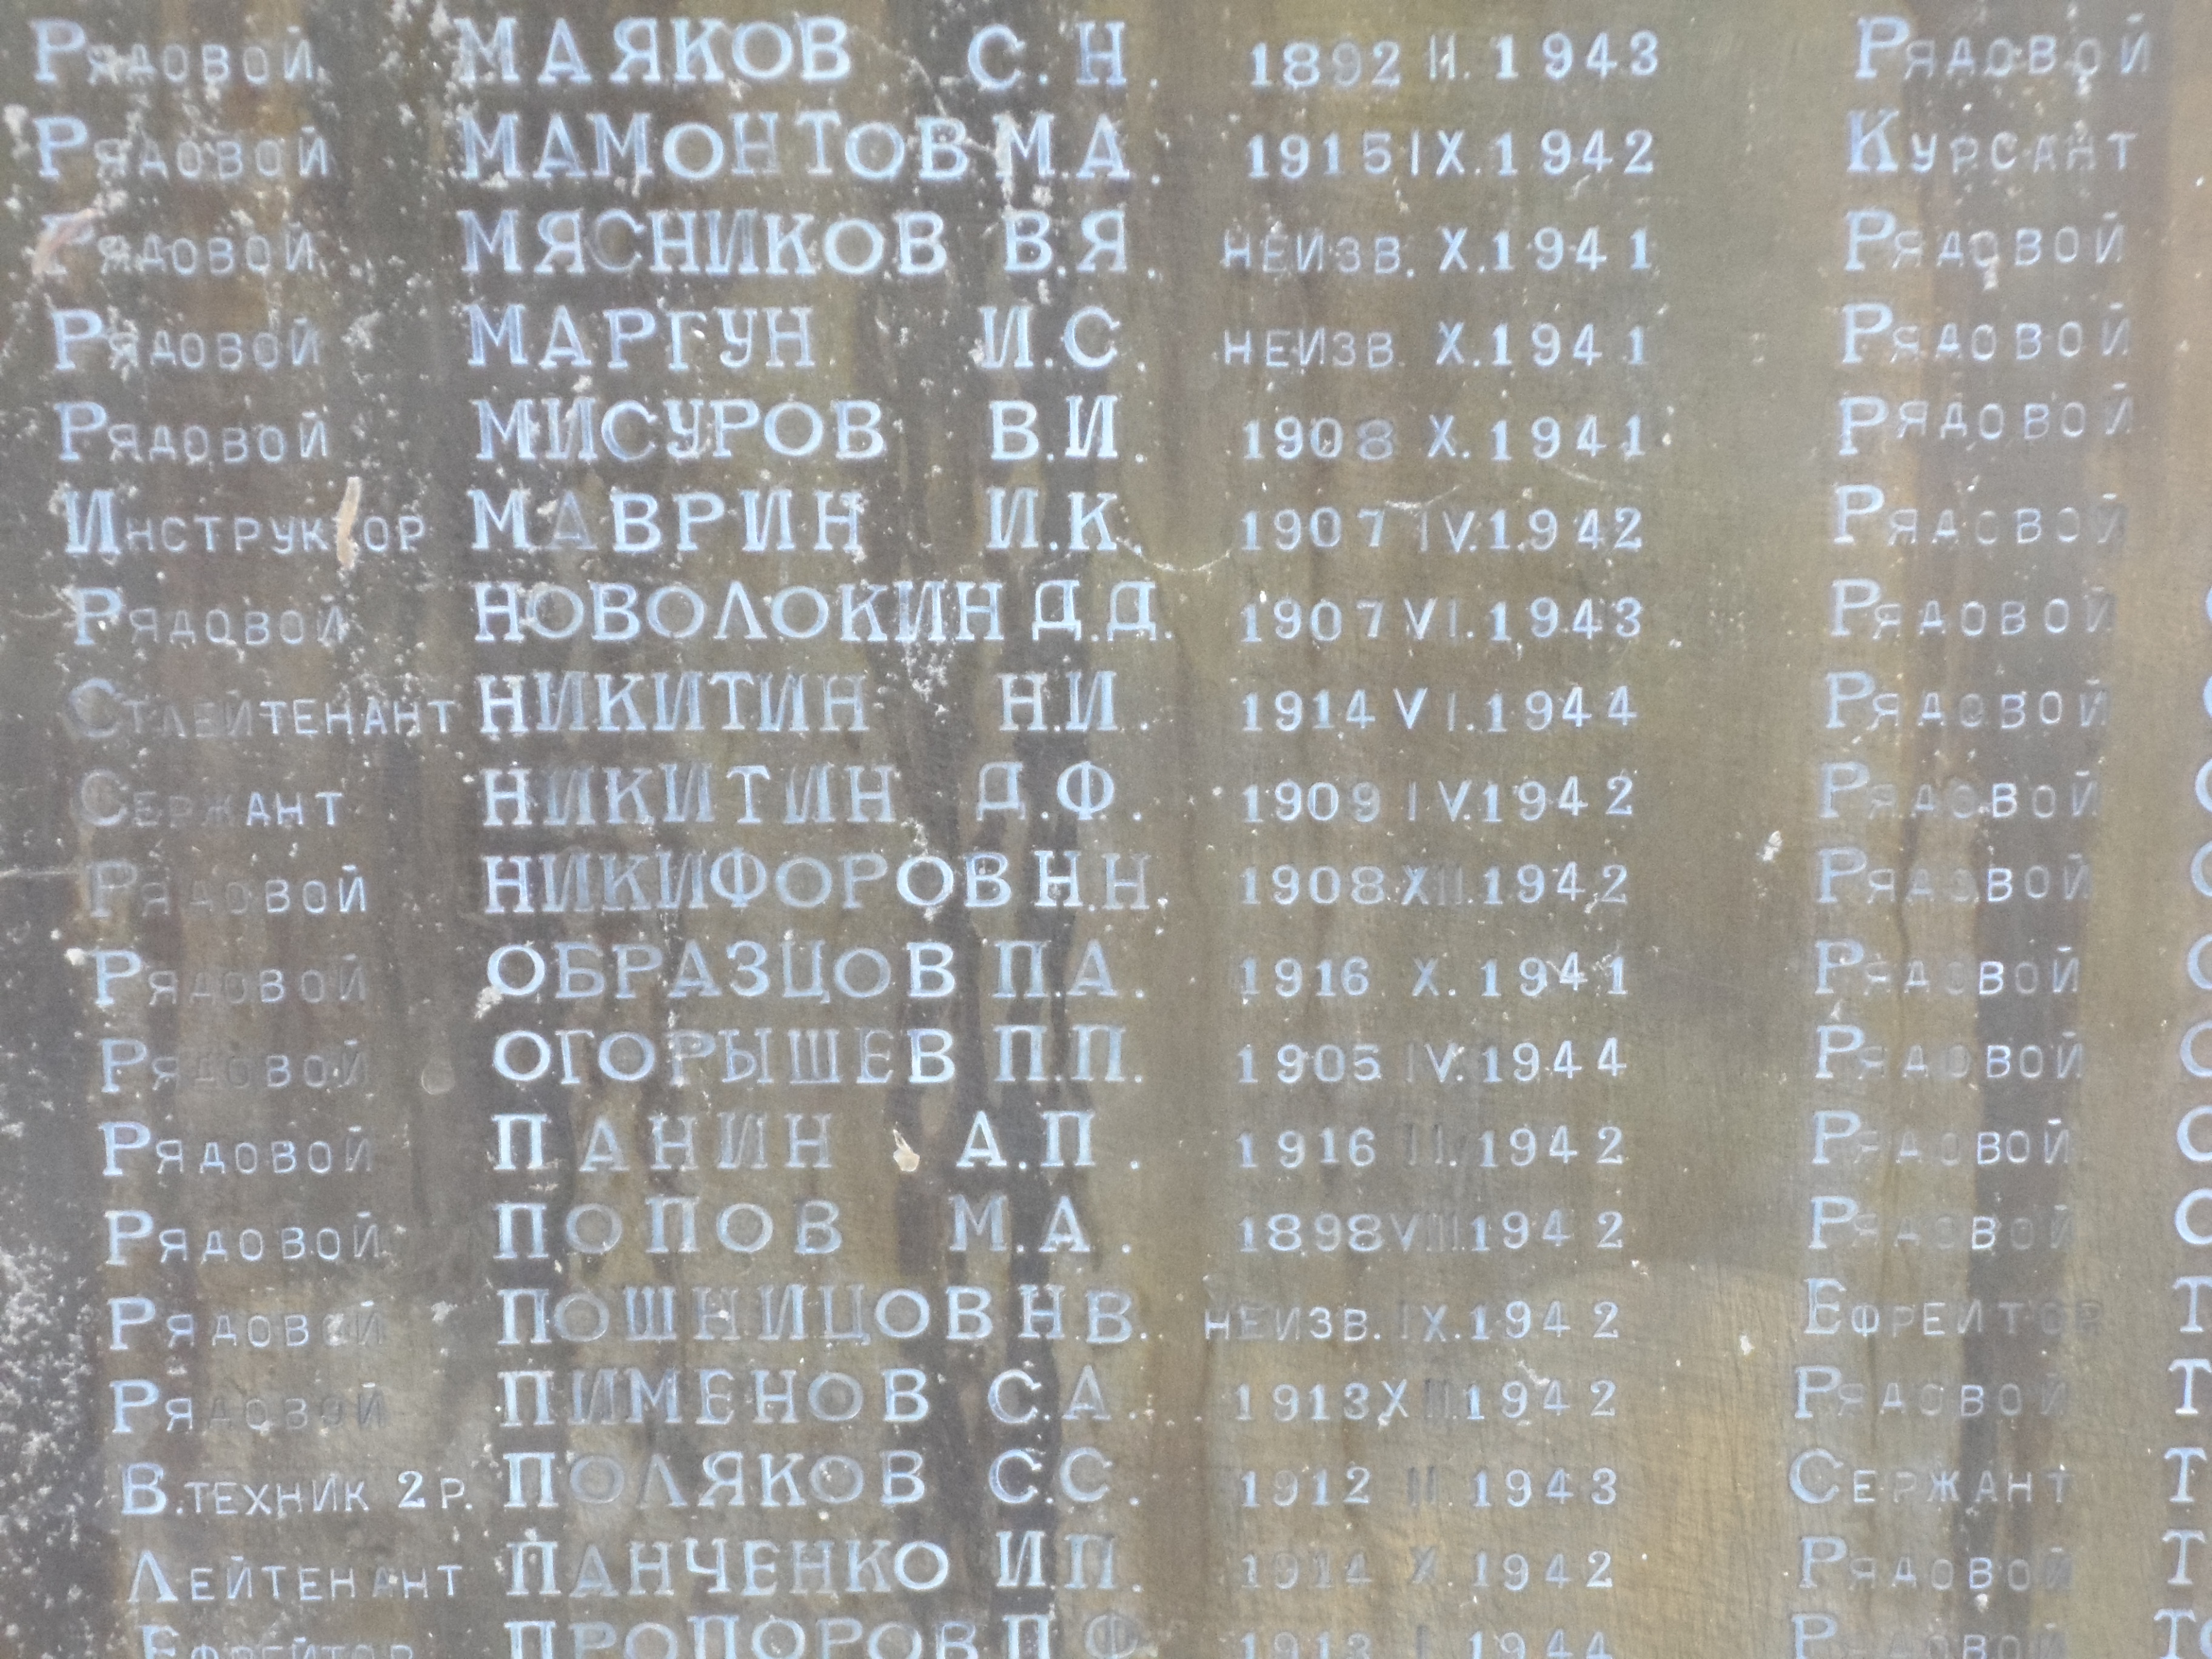 Рядовой МАЯКОВ С.Н. 1892 II.1943 Рядовой
Рядовой МАМОНТОВ М.А. 1915 IX.1942 Курсант
Рядовой МЯСНИКОВ В.Я. НЕИЗВ. X.1941 Рядовой
Рядовой МАРГУН И.С НЕИЗВ. X.1941 Рядовой
Рядовой МИСУРОВ В.И. 1908 X.1941 Рядовой
Инструктор МАВРИН И.К. 1907 IV.1942 Рядовой
Рядовой НОВОЛОКИН Д.Д. 1907 VI.1943 Рядовой
Ст.лейтенант НИКИТИН Н.И. 1914 VI.1944 Рядовой
Сержант НИКИТИН Д.Ф. 1909 IV.1942 Рядовой
Рядовой НИКИФОРОВ Н.Н. 1908 XII.1942 Рядовой
Рядовой ОБРАЗЦОВ П.А. 1916 X.1941 Рядовой
Рядовой ОГОРЫШЕВ П.П. 1905 IV.1944 Рядовой
Рядовой ПАНИН А.П. 1916 II.1942 Рядовой
Рядовой ПОПОВ М.А. 1898 VIII.1942 Рядовой
Рядовой ПОШНИЦОВ Н.В. НЕИЗВ. IX.1942 Ефрейтор
Рядовой ПИМЕНОВ С.А. 1913 XII.1942 Рядовой
В.техник 2 р. ПОЛЯКОВ С.С. 1912 II.1943 Сержант
Лейтенант ПАНЧЕНКО И.П. 1914 X.1942 Рядовой
Ефрейтор ПРОПОРОВ П.Ф 1913 I.1944 Рядовой